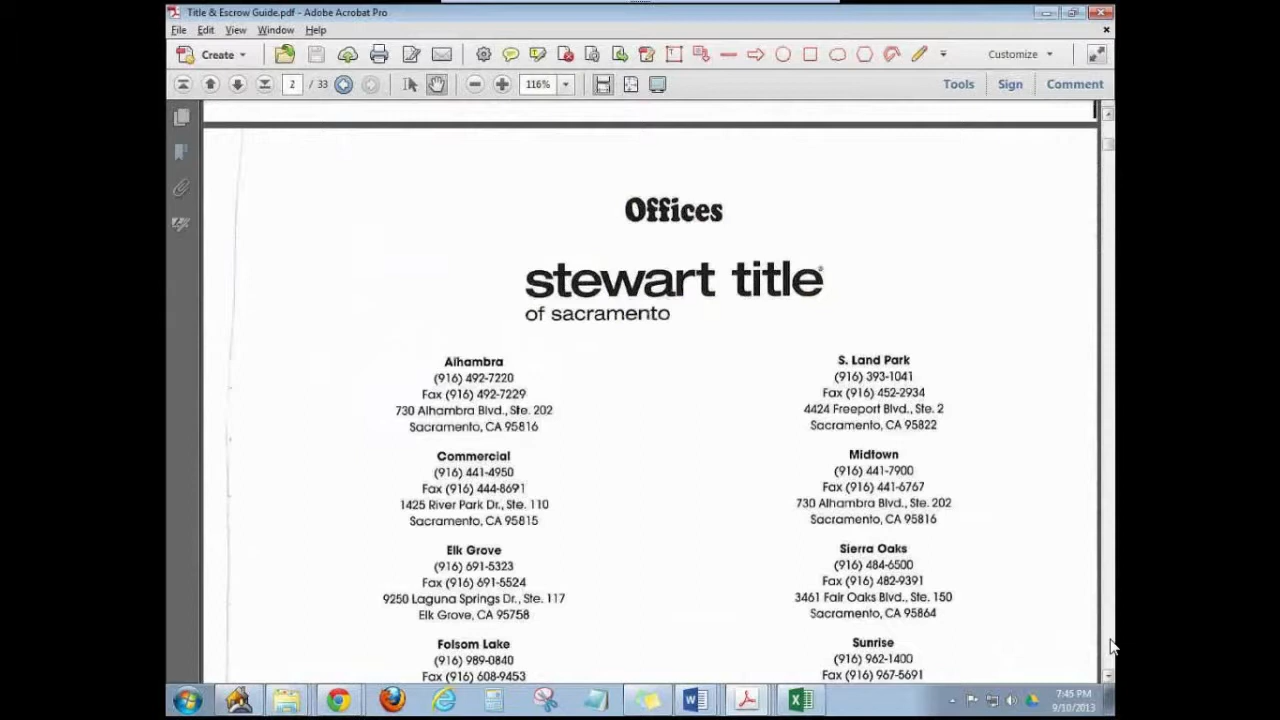 Title & Escrow Guide.pdf - Adobe Acrobat Pro
File Edit View Window Help
Create
Customize
2 / 33
116%
Tools Sign Comment
Offices
stewart title®
of sacramento
Alhambra
(916) 492-7220
Fax (916) 492-7229
730 Alhambra Blvd., Ste. 202
Sacramento, CA 95816
Commercial
(916) 441-4950
Fax (916) 444-8691
1425 River Park Dr., Ste. 110
Sacramento, CA 95815
Elk Grove
(916) 691-5323
Fax (916) 691-5524
9250 Laguna Springs Dr., Ste. 117
Elk Grove, CA 95758
Folsom Lake
(916) 989-0840
Fax (916) 608-9453
S. Land Park
(916) 393-1041
Fax (916) 452-2934
4424 Freeport Blvd., Ste. 2
Sacramento, CA 95822
Midtown
(916) 441-7900
Fax (916) 441-6767
730 Alhambra Blvd., Ste. 202
Sacramento, CA 95816
Sierra Oaks
(916) 484-6500
Fax (916) 482-9391
3461 Fair Oaks Blvd., Ste. 150
Sacramento, CA 95864
Sunrise
(916) 962-1400
Fax (916) 967-5691
7:45 PM
9/10/2013